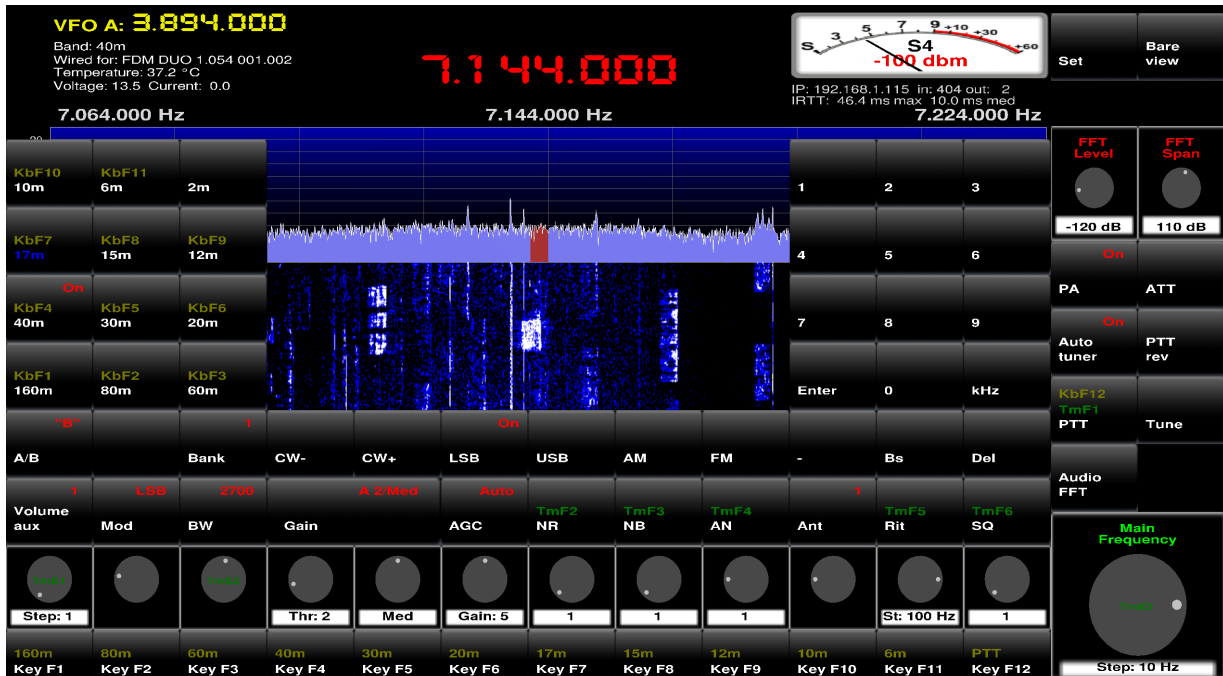 VFO A: 3.894.000
Band: 40m
Wired for: FDM DUO 1.054 001.002
Temperature: 37.2 °C
Voltage: 13.5 Current: 0.0
7.144.000
S 3 5 7 9 +10 +30 +60
S4
-100 dbm
IP: 192.168.1.115 in: 404 out: 2
IRTT: 46.4 ms max 10.0 ms med
Set
Bare
view
7.064.000 Hz 7.144.000 Hz 7.224.000 Hz
FFT
Level
FFT
Span
-120 dB 110 dB
KbF10 KbF11
10m 6m 2m 1 2 3
KbF7 KbF8 KbF9
17m 15m 12m 4 5 6
On
PA ATT
On
KbF4 KbF5 KbF6
40m 30m 20m 7 8 9
On
Auto
tuner
PTT
rev
KbF1 KbF2 KbF3
160m 80m 60m Enter 0 kHz
KbF12
TmF1
PTT Tune
"B" 1 On
A/B Bank CW- CW+ LSB USB AM FM - Bs Del
Audio
FFT
1 LSB 2700 A 2/Med Auto 1
TmF2 TmF3 TmF4 TmF5 TmF6
Volume
aux Mod BW Gain AGC NR NB AN Ant Rit SQ
Main
Frequency
Step: 1 Thr: 2 Med Gain: 5 1 1 1 St: 100 Hz 1
160m 80m 60m 40m 30m 20m 17m 15m 12m 10m 6m PTT
Key F1 Key F2 Key F3 Key F4 Key F5 Key F6 Key F7 Key F8 Key F9 Key F10 Key F11 Key F12
Step: 10 Hz